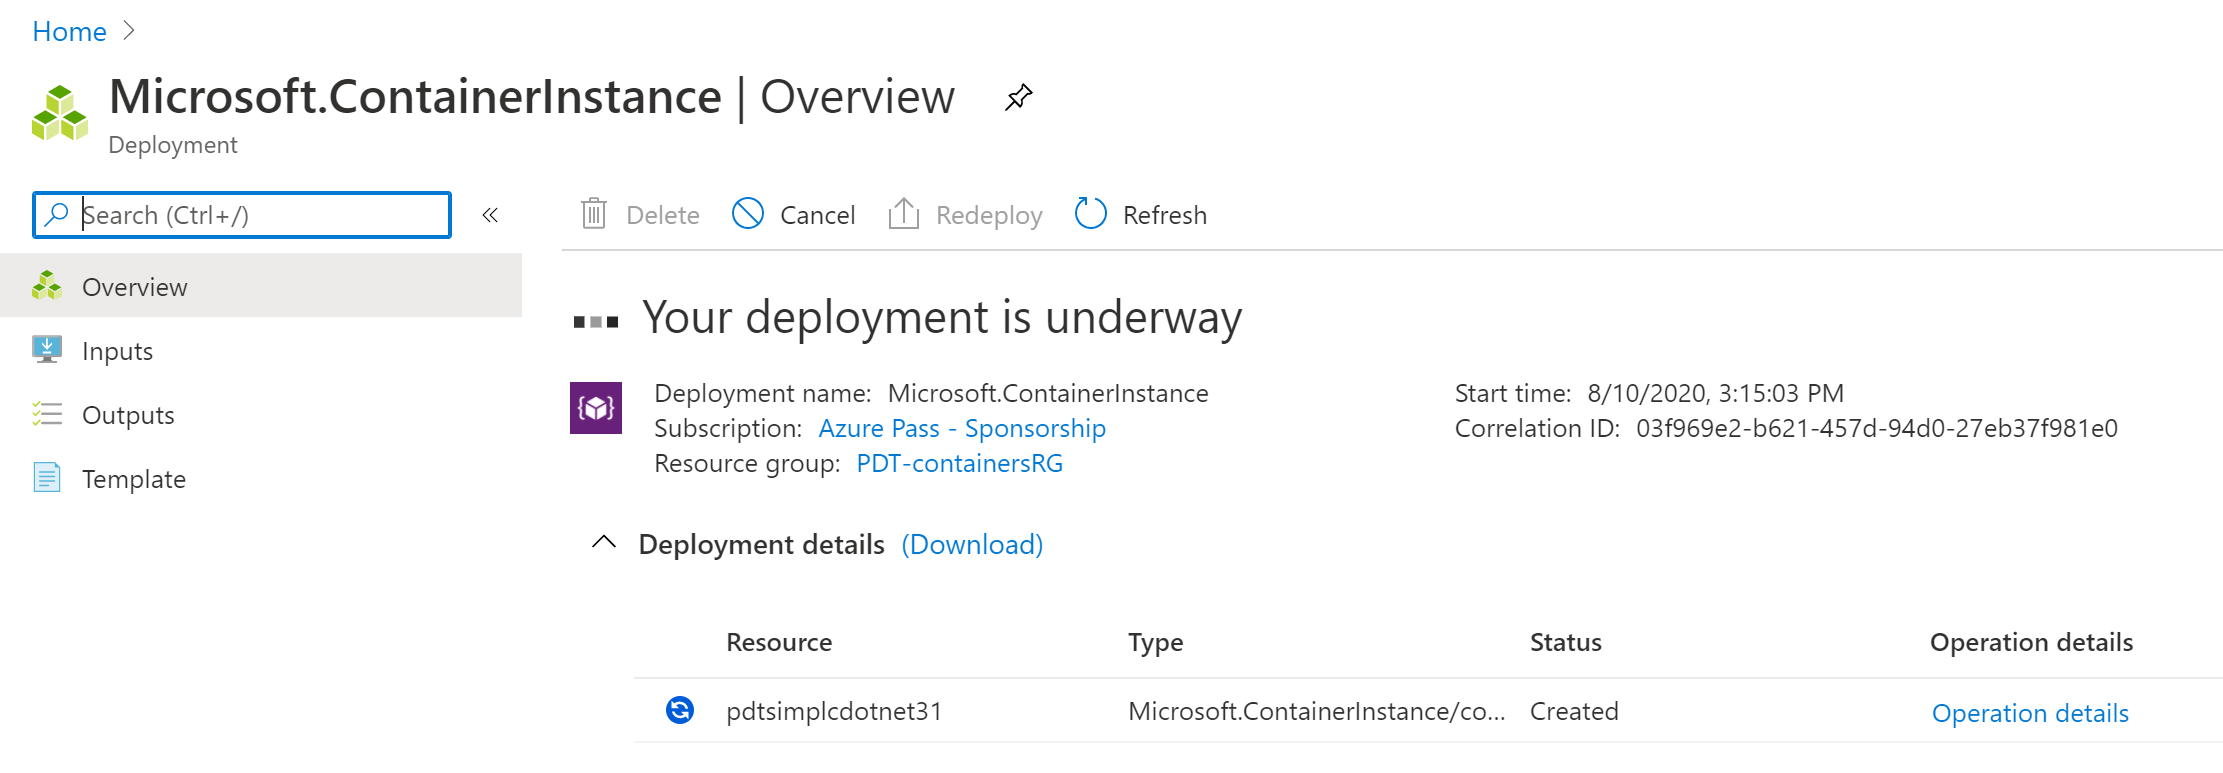 Home
Microsoft.ContainerInstance | Overview
Deployment
Search (Ctrl+/)
«
Delete Cancel Redeploy Refresh
Overview
Inputs
Outputs
Template
Your deployment is underway
Deployment name: Microsoft.ContainerInstance Start time: 8/10/2020, 3:15:03 PM
Subscription: Azure Pass - Sponsorship Correlation ID: 03f969e2-b621-457d-94d0-27eb37f981e0
Resource group: PDT-containersRG
Deployment details (Download)
Resource Type Status Operation details
pdtsimplcdotnet31 Microsoft.ContainerInstance/co... Created Operation details